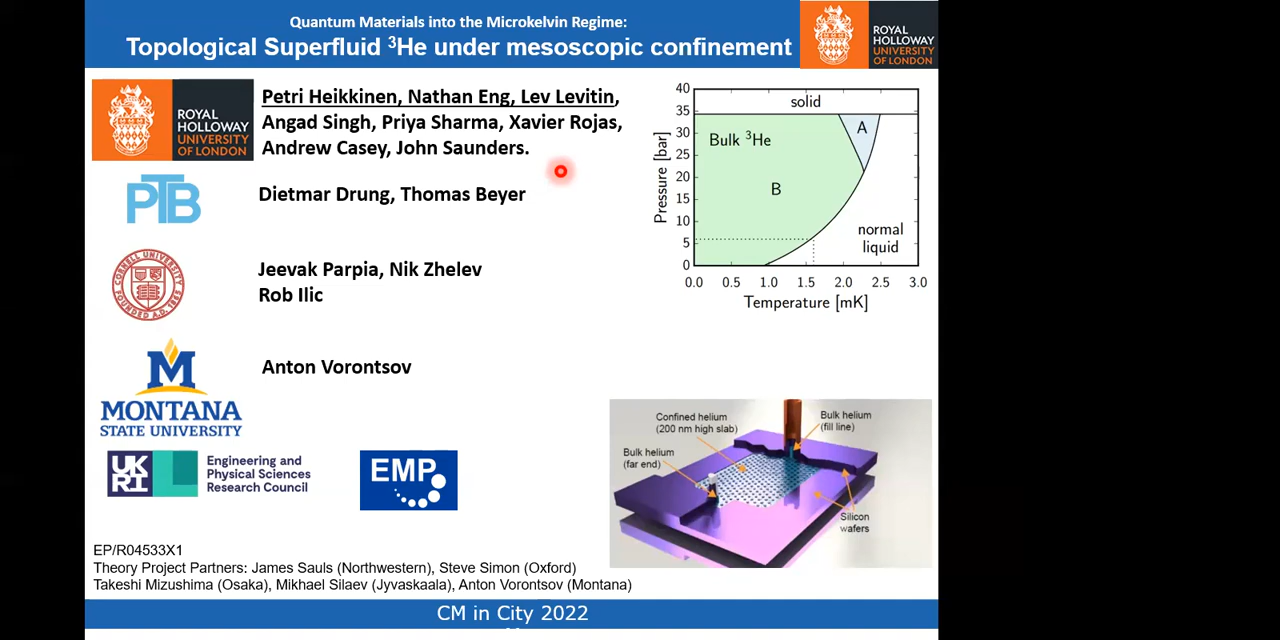 Quantum Materials into the Microkelvin Regime:
Topological Superfluid ³He under mesoscopic confinement
ROYAL
HOLLOWAY
UNIVERSITY
OF LONDON
ROYAL
HOLLOWAY
UNIVERSITY
OF LONDON
Petri Heikkinen, Nathan Eng, Lev Levitin,
Angad Singh, Priya Sharma, Xavier Rojas,
Andrew Casey, John Saunders.
PTB
Dietmar Drung, Thomas Beyer
CORNELL UNIVERSITY
FOUNDED A.D. 1865
Jeevak Parpia, Nik Zhelev
Rob Ilic
M
MONTANA
STATE UNIVERSITY
Anton Vorontsov
UK
RI
Engineering and
Physical Sciences
Research Council
EMP
EP/R04533X1
Theory Project Partners: James Sauls (Northwestern), Steve Simon (Oxford)
Takeshi Mizushima (Osaka), Mikhael Silaev (Jyvaskaala), Anton Vorontsov (Montana)
40
35
30
25
20
15
10
5
0
Pressure [bar]
solid
A
Bulk ³He
B
normal
liquid
0.0 0.5 1.0 1.5 2.0 2.5 3.0
Temperature [mK]
Confined helium
(200 nm high slab)
Bulk helium
(fill line)
Bulk helium
(far end)
Silicon
wafers
CM in City 2022